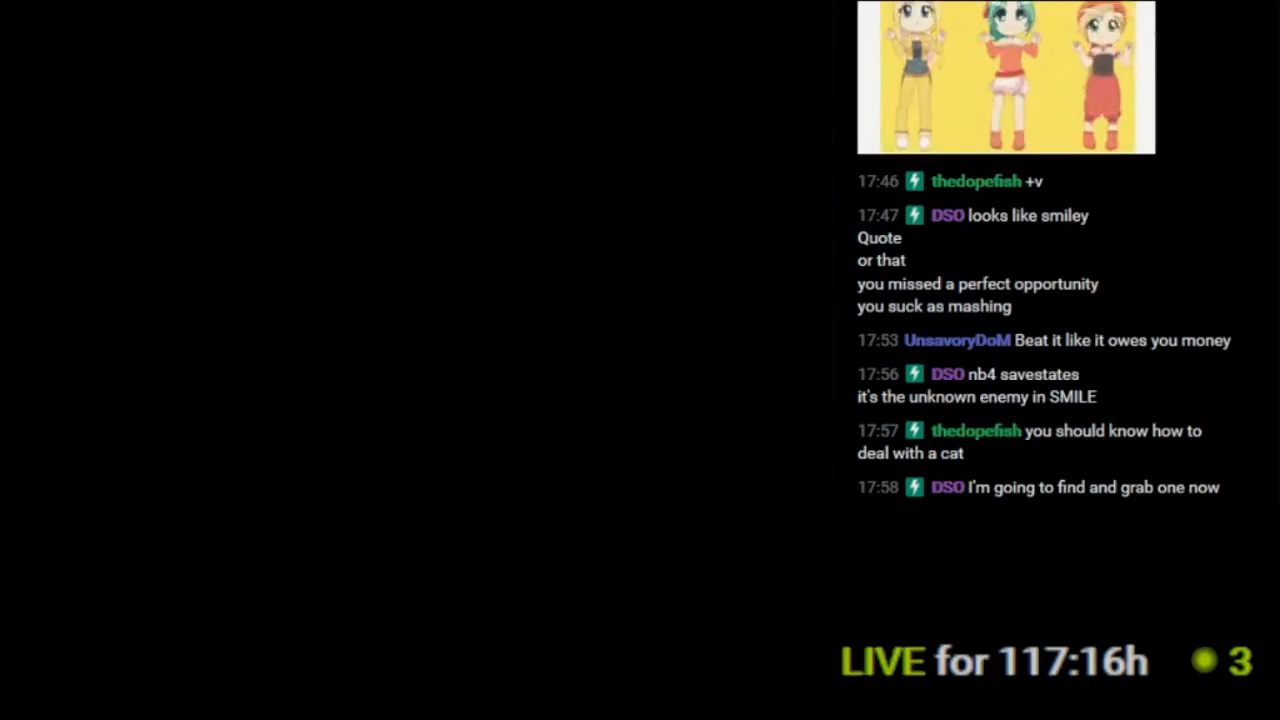 17:46 thedopefish +v
17:47 DSO looks like smiley
Quote
or that
you missed a perfect opportunity
you suck as mashing
17:53 UnsavoryDoM Beat it like it owes you money
17:56 DSO nb4 savestates
it's the unknown enemy in SMILE
17:57 thedopefish you should know how to
deal with a cat
17:58 DSO I'm going to find and grab one now
LIVE for 117:16h 3